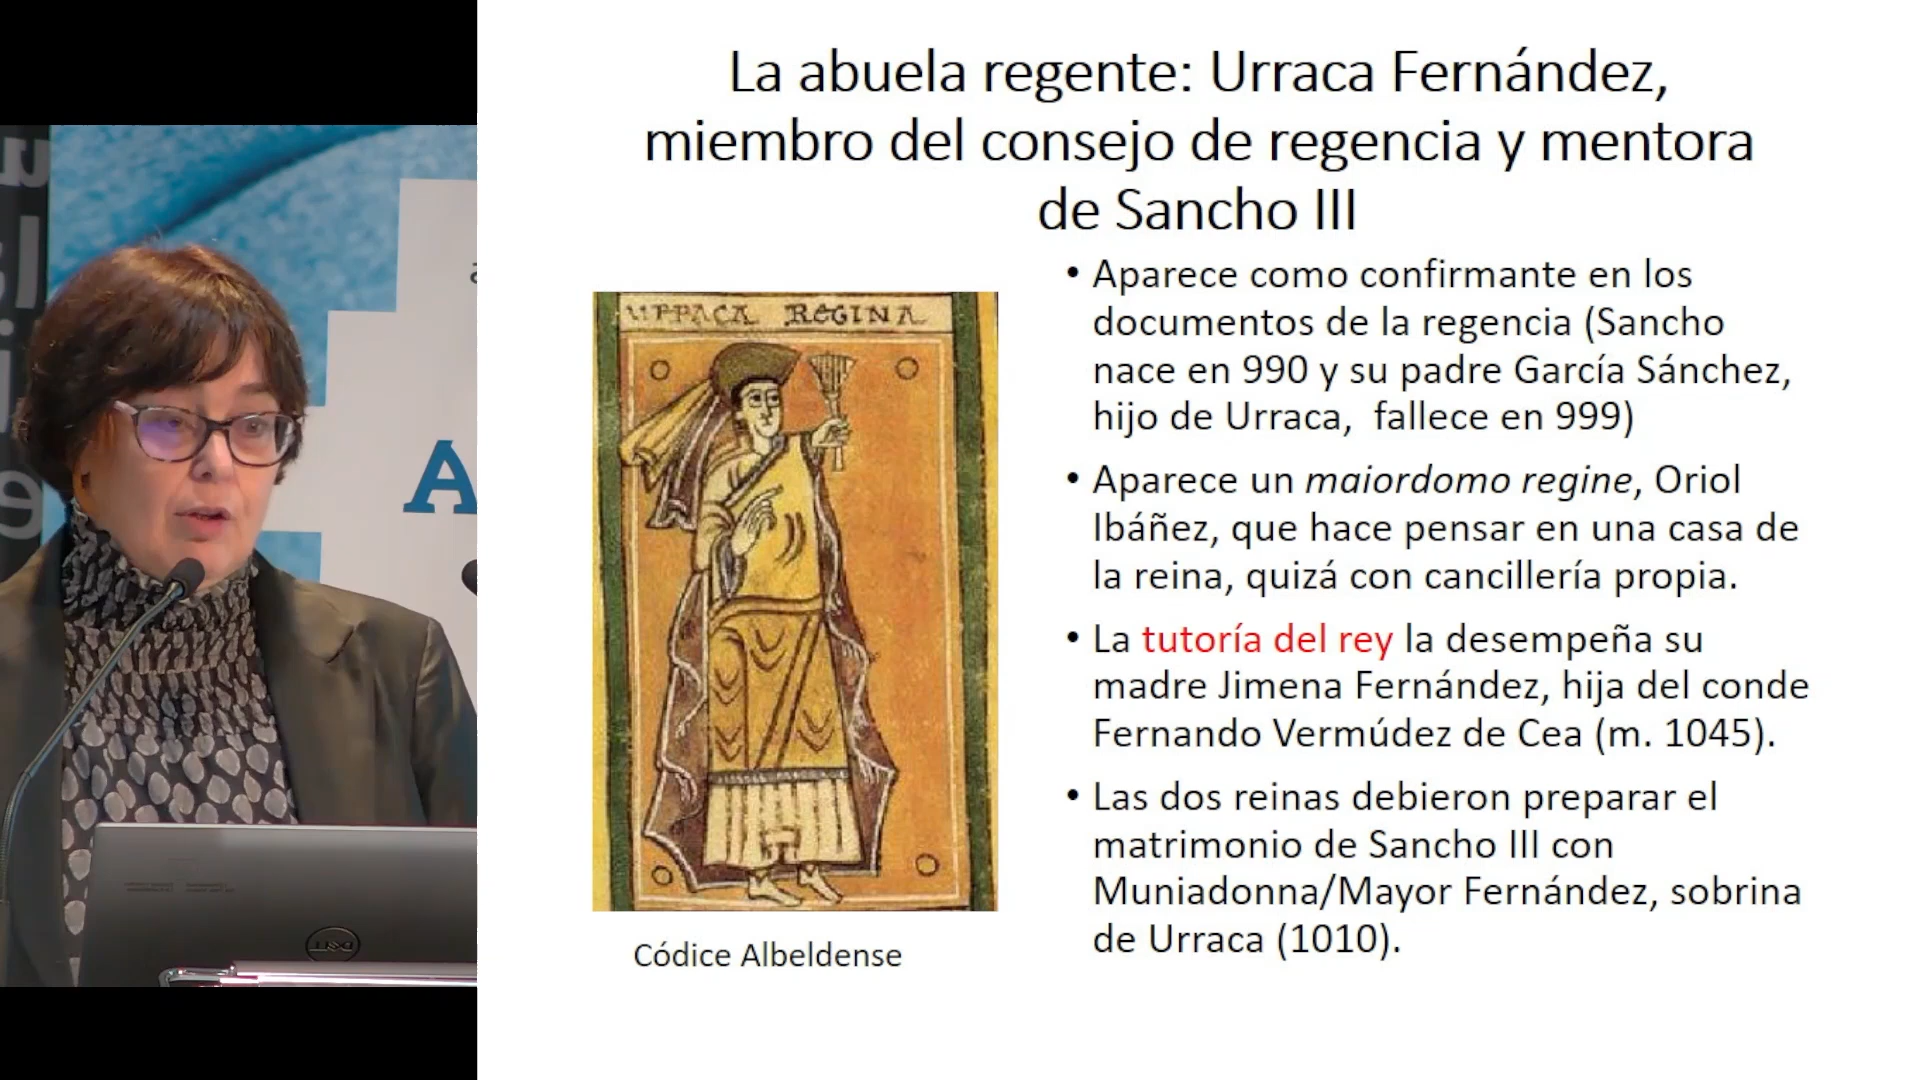 La abuela regente: Urraca Fernández,
miembro del consejo de regencia y mentora
de Sancho III
• Aparece como confirmante en los
documentos de la regencia (Sancho
nace en 990 y su padre García Sánchez,
hijo de Urraca, fallece en 999)
• Aparece un maiordomo regine, Oriol
Ibáñez, que hace pensar en una casa de
la reina, quizá con cancillería propia.
• La tutoría del rey la desempeña su
madre Jimena Fernández, hija del conde
Fernando Vermúdez de Cea (m. 1045).
• Las dos reinas debieron preparar el
matrimonio de Sancho III con
Muniadonna/Mayor Fernández, sobrina
de Urraca (1010).
URRACA REGINA
Códice Albeldense
A
DELL